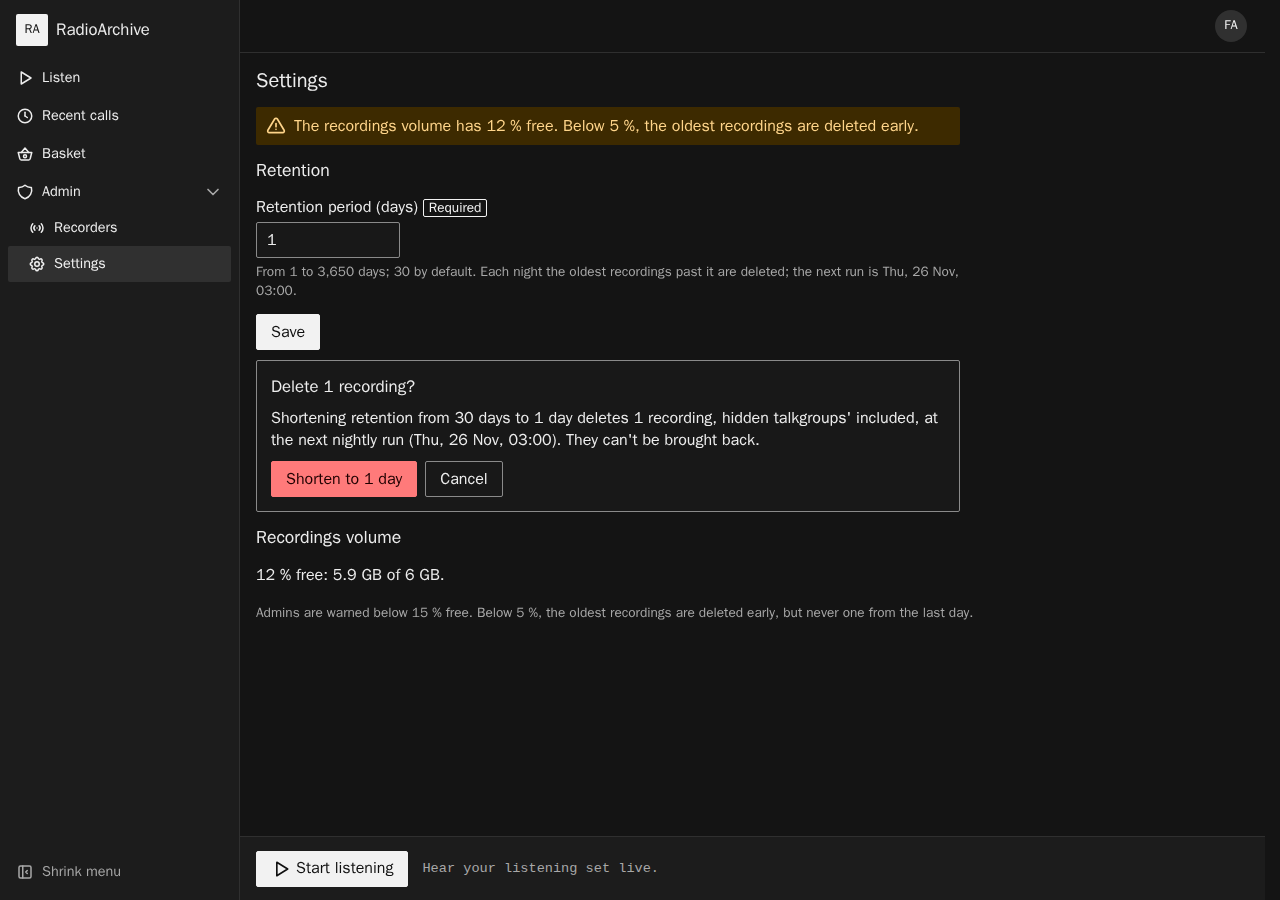 RA RadioArchive
FA
Listen
Recent calls
Basket
Admin
Recorders
Settings
Shrink menu
Settings
The recordings volume has 12 % free. Below 5 %, the oldest recordings are deleted early.
Retention
Retention period (days) Required
1
From 1 to 3,650 days; 30 by default. Each night the oldest recordings past it are deleted; the next run is Thu, 26 Nov,
03:00.
Save
Delete 1 recording?
Shortening retention from 30 days to 1 day deletes 1 recording, hidden talkgroups' included, at
the next nightly run (Thu, 26 Nov, 03:00). They can't be brought back.
Shorten to 1 day Cancel
Recordings volume
12 % free: 5.9 GB of 6 GB.
Admins are warned below 15 % free. Below 5 %, the oldest recordings are deleted early, but never one from the last day.
Start listening Hear your listening set live.